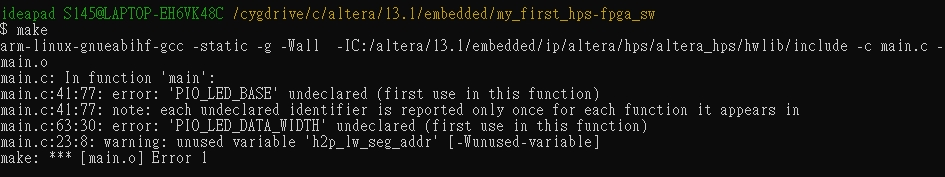 ideapad S145@LAPTOP-EH6VK48C /cygdrive/c/altera/13.1/embedded/my_first_hps-fpga_sw
$ make
arm-linux-gnueabihf-gcc -static -g -Wall  -IC:/altera/13.1/embedded/ip/altera/hps/altera_hps/hwlib/include -c main.c -
main.o
main.c: In function 'main':
main.c:41:77: error: 'PIO_LED_BASE' undeclared (first use in this function)
main.c:41:77: note: each undeclared identifier is reported only once for each function it appears in
main.c:63:30: error: 'PIO_LED_DATA_WIDTH' undeclared (first use in this function)
main.c:23:8: warning: unused variable 'h2p_lw_seg_addr' [-Wunused-variable]
make: *** [main.o] Error 1